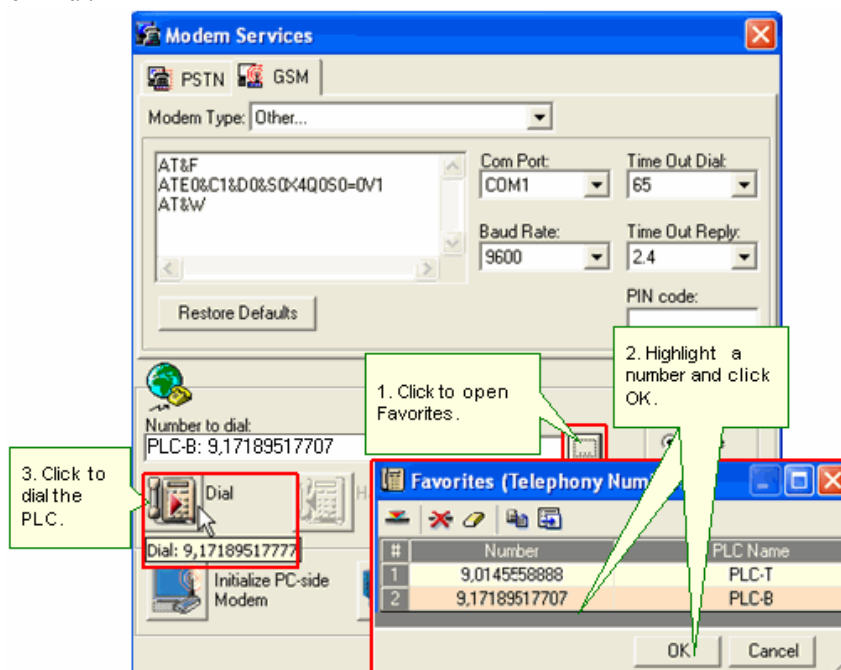 Modem Services
PSTN GSM
Modem Type: Other...
AT&F
ATE0&C1&D0&S0X4Q0S0=0V1
AT&W
Com Port:
COM1
Time Out Dial:
65
Baud Rate:
9600
Time Out Reply:
2.4
Restore Defaults
PIN code:
1. Click to open
Favorites.
2. Highlight a
number and click
OK.
Number to dial:
PLC-B: 9,17189517707
3. Click to
dial the
PLC.
Dial
Dial: 9,17189517777
Initialize PC-side
Modem
Favorites (Telephony Num
# Number PLC Name
1 9,0145558888 PLC-T
2 9,17189517707 PLC-B
OK Cancel